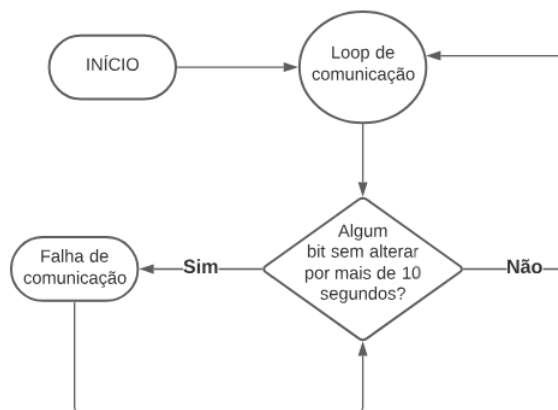 INÍCIO
Loop de
comunicação
Algum
bit sem alterar
por mais de 10
segundos?
Sim
Não
Falha de
comunicação